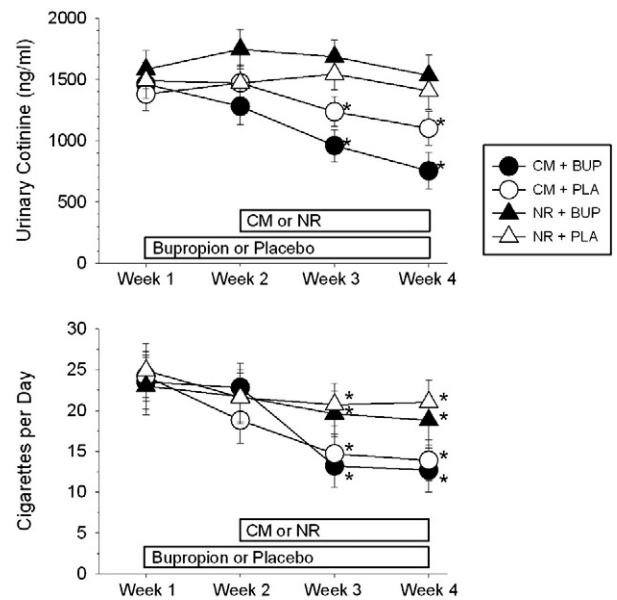 Urinary Cotinine (ng/ml)
2000
1500
1000
500
0
*
*
*
*
CM or NR
Bupropion or Placebo
Week 1 Week 2 Week 3 Week 4
CM + BUP
CM + PLA
NR + BUP
NR + PLA
Cigarettes per Day
30
25
20
15
10
5
0
*
*
*
*
*
*
*
*
CM or NR
Bupropion or Placebo
Week 1 Week 2 Week 3 Week 4